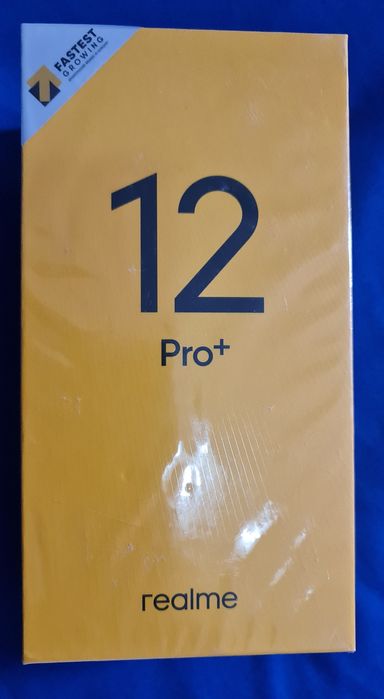 FASTEST
GROWING
12
Pro+
realme